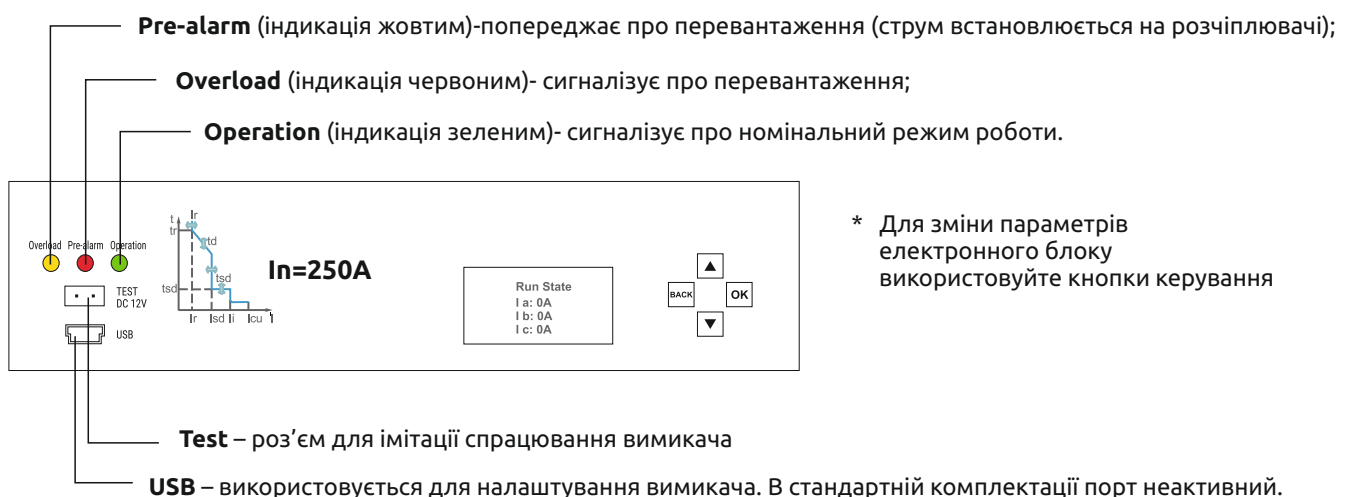 Pre-alarm (індикація жовтим)-попереджає про перевантаження (струм встановлюється на розчіплювачі);
Overload (індикація червоним)- сигналізує про перевантаження;
Operation (індикація зеленим)- сигналізує про номінальний режим роботи.
Overload Pre-alarm Operation
TEST
DC 12V
USB
t
Ir
tr
td
tsd
tsd
Ir Isd Ii Icu I
In=250A
Run State
I a: 0A
I b: 0A
I c: 0A
▲
BACK OK
▼
* Для зміни параметрів
електронного блоку
використовуйте кнопки керування
Test – роз’єм для імітації спрацювання вимикача
USB – використовується для налаштування вимикача. В стандартній комплектації порт неактивний.